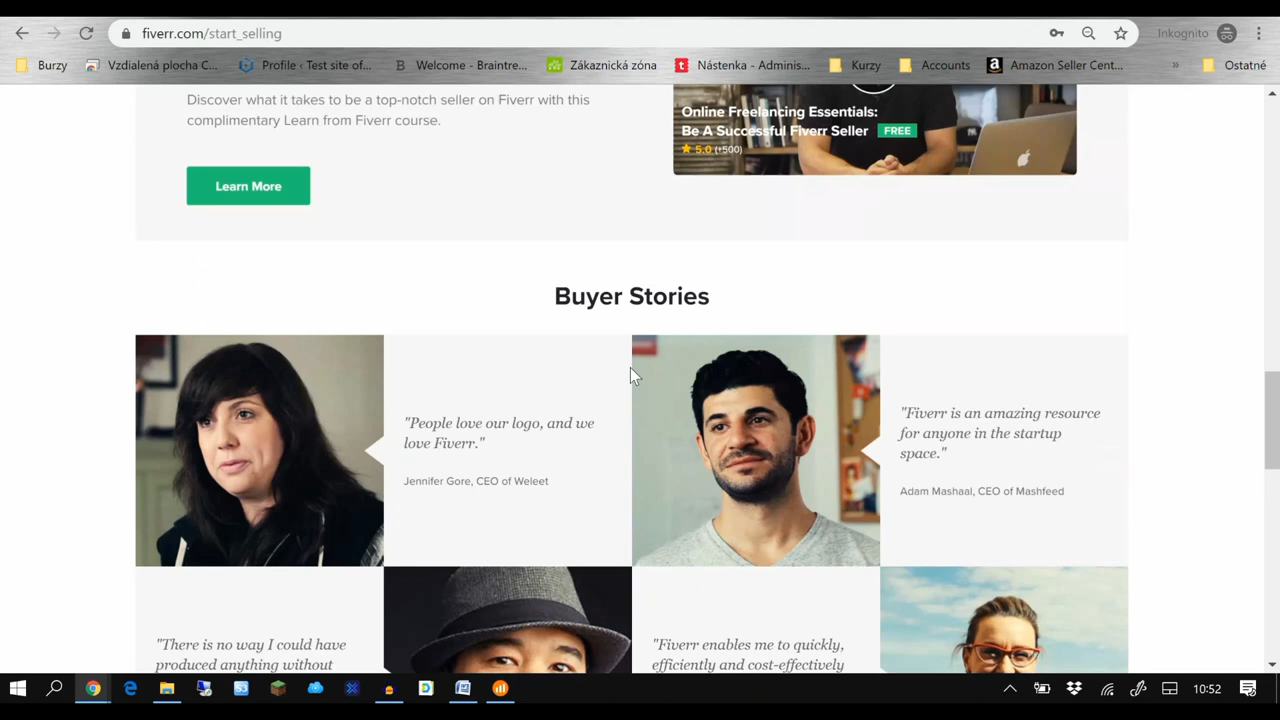 fiverr.com/start_selling
Inkognito
Burzy
Vzdialená plocha C...
Profile ‹ Test site of...
B
Welcome - Braintre...
Zákaznická zóna
t
Nástenka - Adminis...
Kurzy
Accounts
a
Amazon Seller Cent...
»
Ostatné
Discover what it takes to be a top-notch seller on Fiverr with this
complimentary Learn from Fiverr course.
Learn More
Online Freelancing Essentials:
Be A Successful Fiverr Seller FREE
5.0 (+500)
Buyer Stories
"People love our logo, and we
love Fiverr."
Jennifer Gore, CEO of Weleet
"Fiverr is an amazing resource
for anyone in the startup
space."
Adam Mashaal, CEO of Mashfeed
"There is no way I could have
produced anything without
"Fiverr enables me to quickly,
efficiently and cost-effectively
10:52